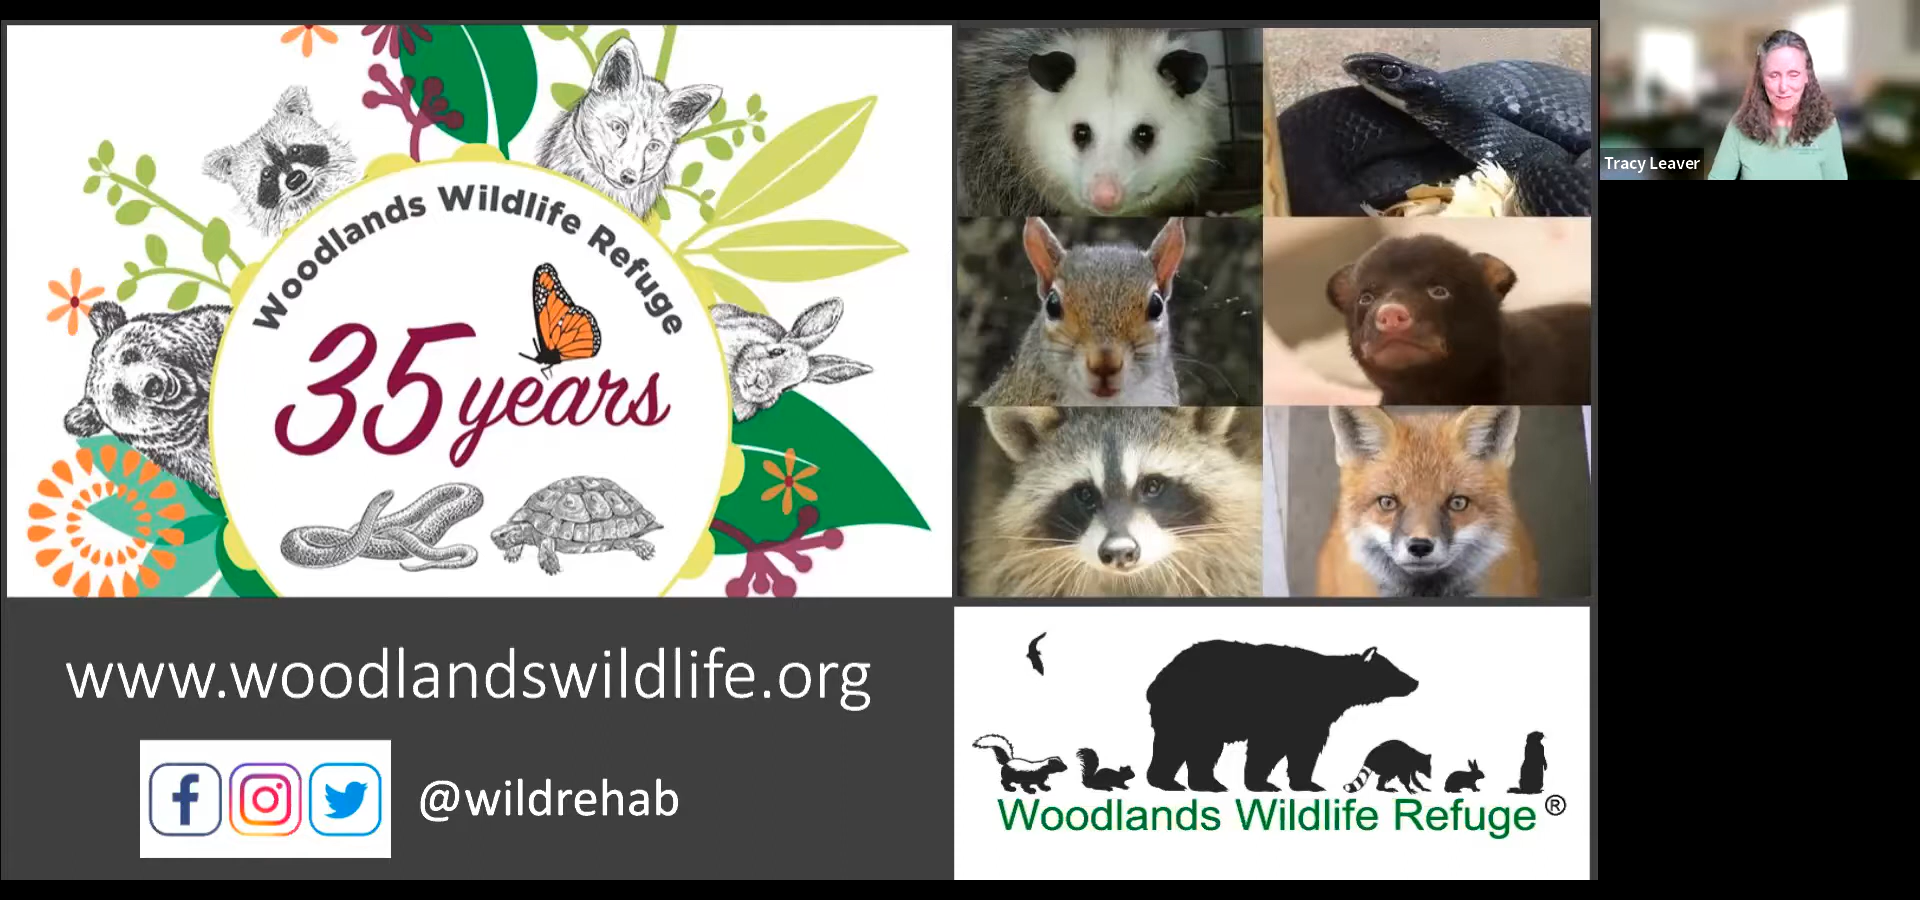 Woodlands Wildlife Refuge
35 years
www.woodlandswildlife.org
@wildrehab
Woodlands Wildlife Refuge®
Tracy Leaver